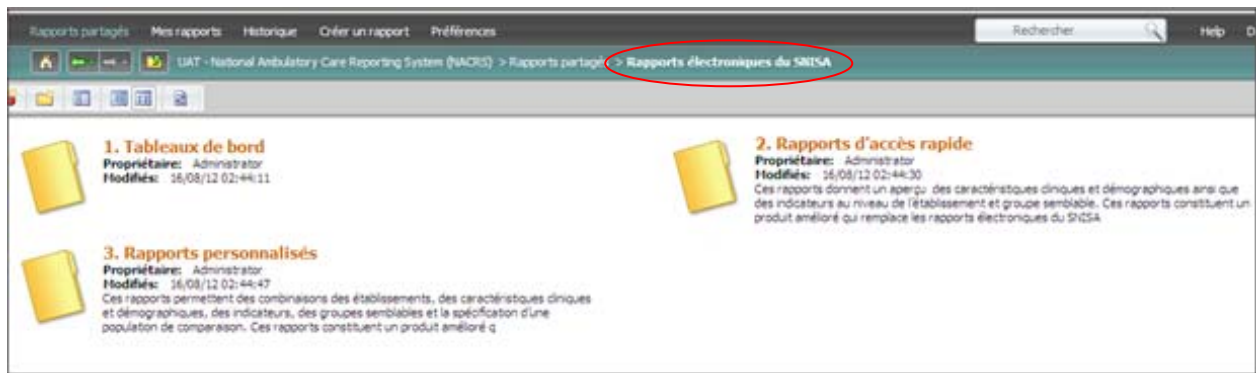 Rapports partagés Mes rapports Historique Créer un rapport Préférences Rechercher Help D
UAT - National Ambulatory Care Reporting System (NACRS) > Rapports partagés > Rapports électroniques du SNISA
1. Tableaux de bord
Propriétaire: Administrator
Modifiés: 16/08/12 02:44:11
2. Rapports d'accès rapide
Propriétaire: Administrator
Modifiés: 16/08/12 02:44:30
Ces rapports donnent un aperçu des caractéristiques cliniques et démographiques ainsi que
des indicateurs au niveau de l'établissement et groupe semblable. Ces rapports constituent un
produit amélioré qui remplace les rapports électroniques du SNISA
3. Rapports personnalisés
Propriétaire: Administrator
Modifiés: 16/08/12 02:44:47
Ces rapports permettent des combinaisons des établissements, des caractéristiques cliniques
et démographiques, des indicateurs, des groupes semblables et la spécification d'une
population de comparaison. Ces rapports constituent un produit amélioré q